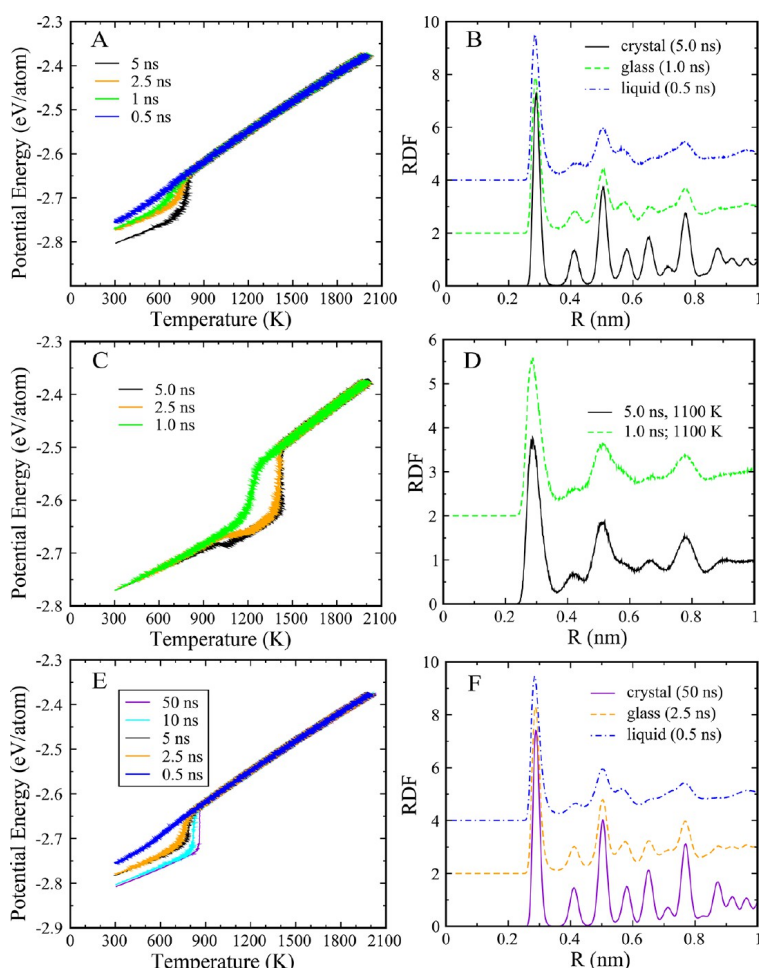 A
Potential Energy (eV/atom)
-2.3
-2.4
-2.5
-2.6
-2.7
-2.8
5 ns
2.5 ns
1 ns
0.5 ns
0 300 600 900 1200 1500 1800 2100
Temperature (K)
B
RDF
10
8
6
4
2
0
crystal (5.0 ns)
glass (1.0 ns)
liquid (0.5 ns)
0 0.2 0.4 0.6 0.8 1
R (nm)
C
Potential Energy (eV/atom)
-2.3
-2.4
-2.5
-2.6
-2.7
-2.8
5.0 ns
2.5 ns
1.0 ns
0 300 600 900 1200 1500 1800 2100
Temperature (K)
D
RDF
6
5
4
3
2
1
0
5.0 ns, 1100 K
1.0 ns; 1100 K
0 0.2 0.4 0.6 0.8 1
R (nm)
E
Potential Energy (eV/atom)
-2.3
-2.4
-2.5
-2.6
-2.7
-2.8
-2.9
50 ns
10 ns
5 ns
2.5 ns
0.5 ns
0 300 600 900 1200 1500 1800 2100
Temperature (K)
F
RDF
10
8
6
4
2
0
crystal (50 ns)
glass (2.5 ns)
liquid (0.5 ns)
0 0.2 0.4 0.6 0.8 1
R (nm)